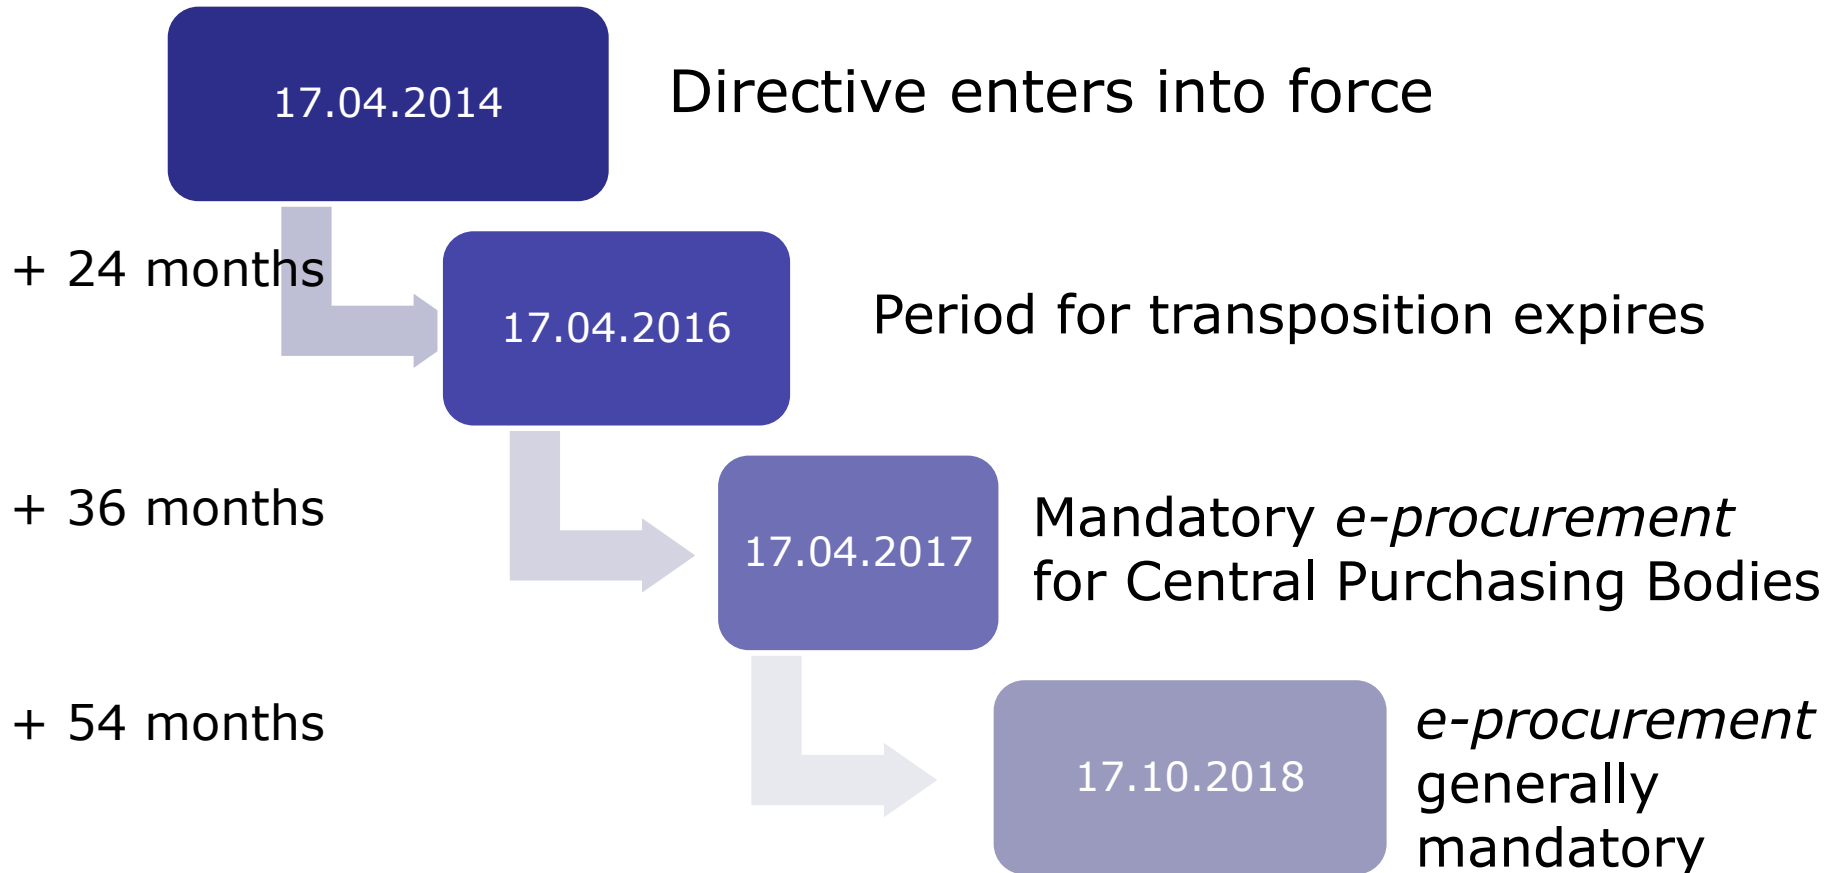 17.04.2014
Directive enters into force
+ 24 months
17.04.2016
Period for transposition expires
+ 36 months
17.04.2017
Mandatory e-procurement
for Central Purchasing Bodies
+ 54 months
17.10.2018
e-procurement
generally
mandatory